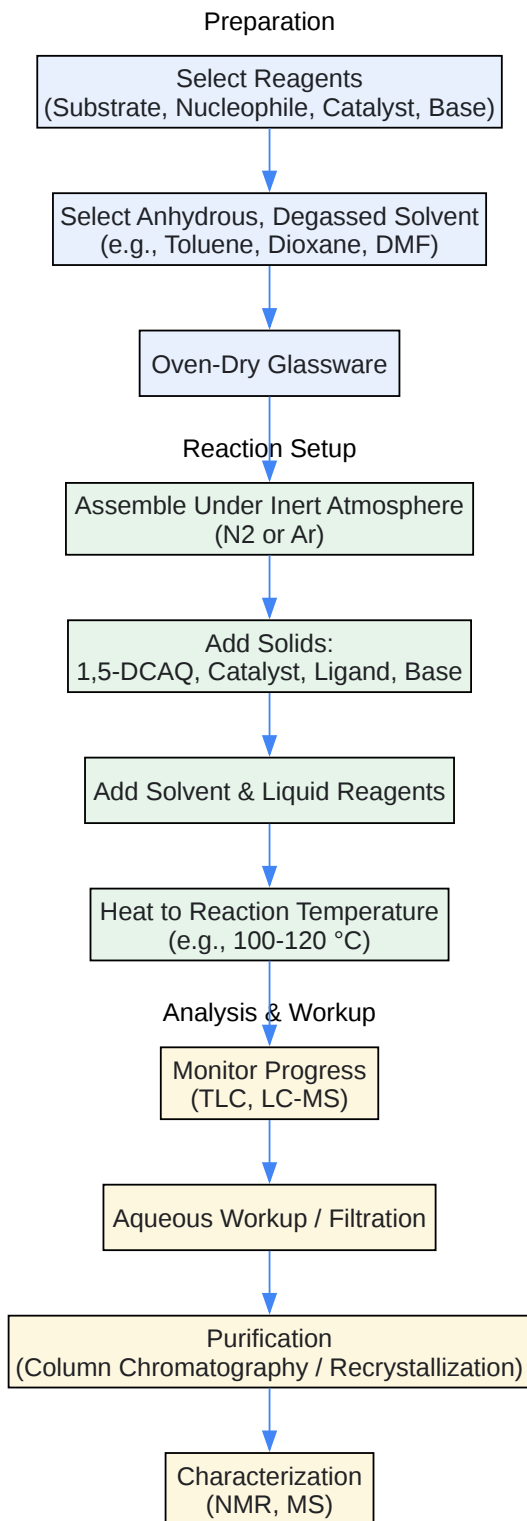 Preparation
Select Reagents
(Substrate, Nucleophile, Catalyst, Base)
Select Anhydrous, Degassed Solvent
(e.g., Toluene, Dioxane, DMF)
Oven-Dry Glassware
Reaction Setup
Assemble Under Inert Atmosphere
(N2 or Ar)
Add Solids:
1,5-DCAQ, Catalyst, Ligand, Base
Add Solvent & Liquid Reagents
Heat to Reaction Temperature
(e.g., 100-120 °C)
Analysis & Workup
Monitor Progress
(TLC, LC-MS)
Aqueous Workup / Filtration
Purification
(Column Chromatography / Recrystallization)
Characterization
(NMR, MS)